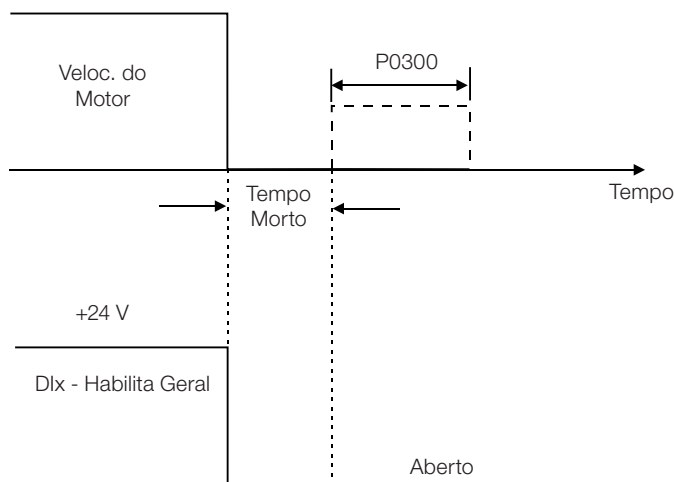 Veloc. do
Motor
P0300
Tempo
Tempo
Morto
+24 V
DIx - Habilita Geral
Aberto